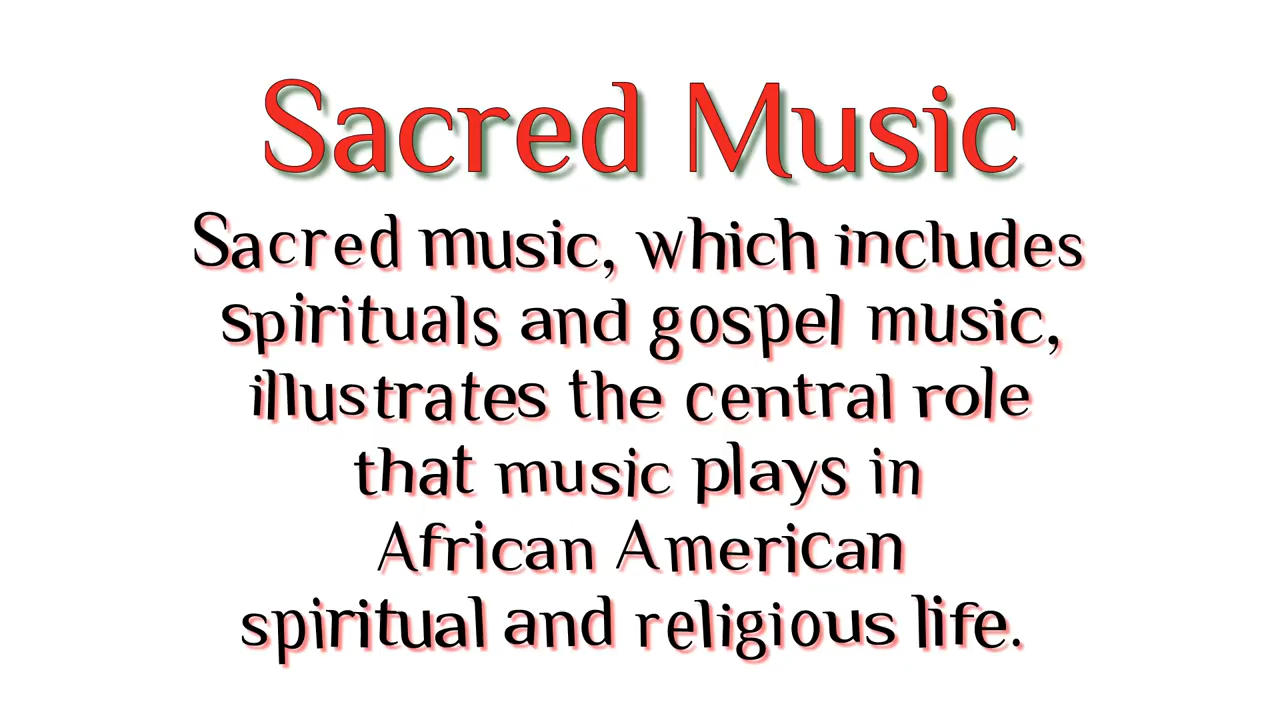 Sacred Music
Sacred music, which includes
spirituals and gospel music,
illustrates the central role
that music plays in
African American
spiritual and religious life.